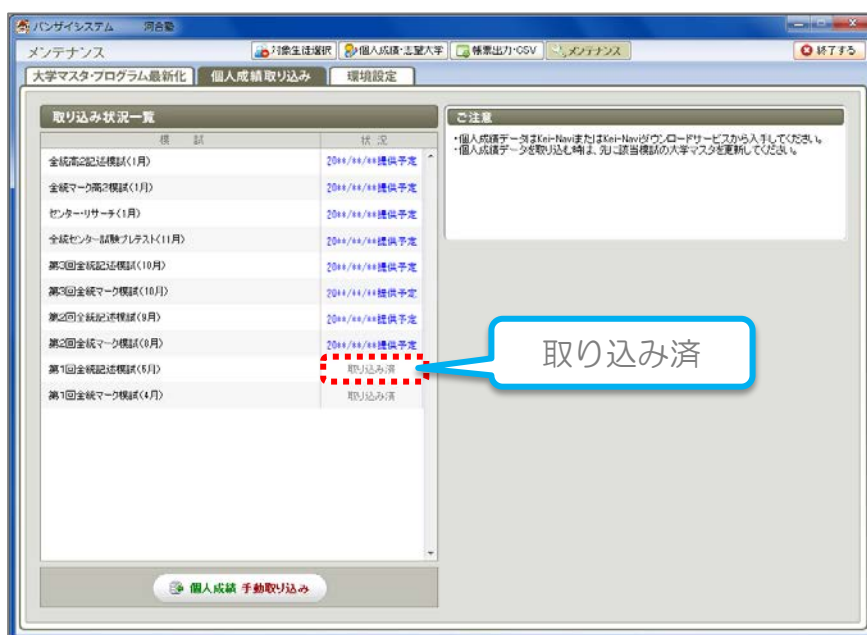 バンザイシステム 河合塾
メンテナンス 対象生徒選択 個人成績・志望大学 帳票出力・CSV メンテナンス 終了する
大学マスタ・プログラム最新化 個人成績取り込み 環境設定
取り込み状況一覧
模 試 状 況
全統高2記述模試(1月) 20**/**/**提供予定
全統マーク高2模試(1月) 20**/**/**提供予定
センター・リサーチ(1月) 20**/**/**提供予定
全統センター試験プレテスト(11月) 20**/**/**提供予定
第3回全統記述模試(10月) 20**/**/**提供予定
第3回全統マーク模試(10月) 20**/**/**提供予定
第2回全統記述模試(9月) 20**/**/**提供予定
第2回全統マーク模試(8月) 20**/**/**提供予定
第1回全統記述模試(5月) 取り込み済
第1回全統マーク模試(4月) 取り込み済
個人成績 手動取り込み
ご注意
・個人成績データはKei-NaviまたはKei-Naviダウンロードサービスから入手してください。
・個人成績データを取り込む時は、先に該当模試の大学マスタを更新してください。
取り込み済